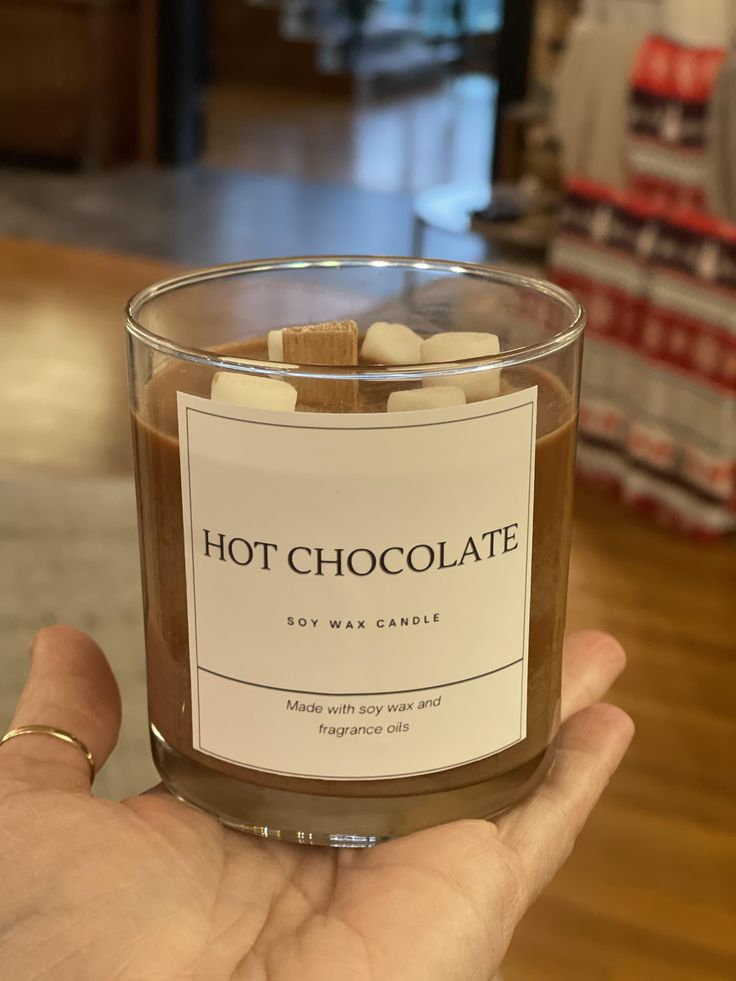 HOT CHOCOLATE
SOY WAX CANDLE
Made with soy wax and
fragrance oils